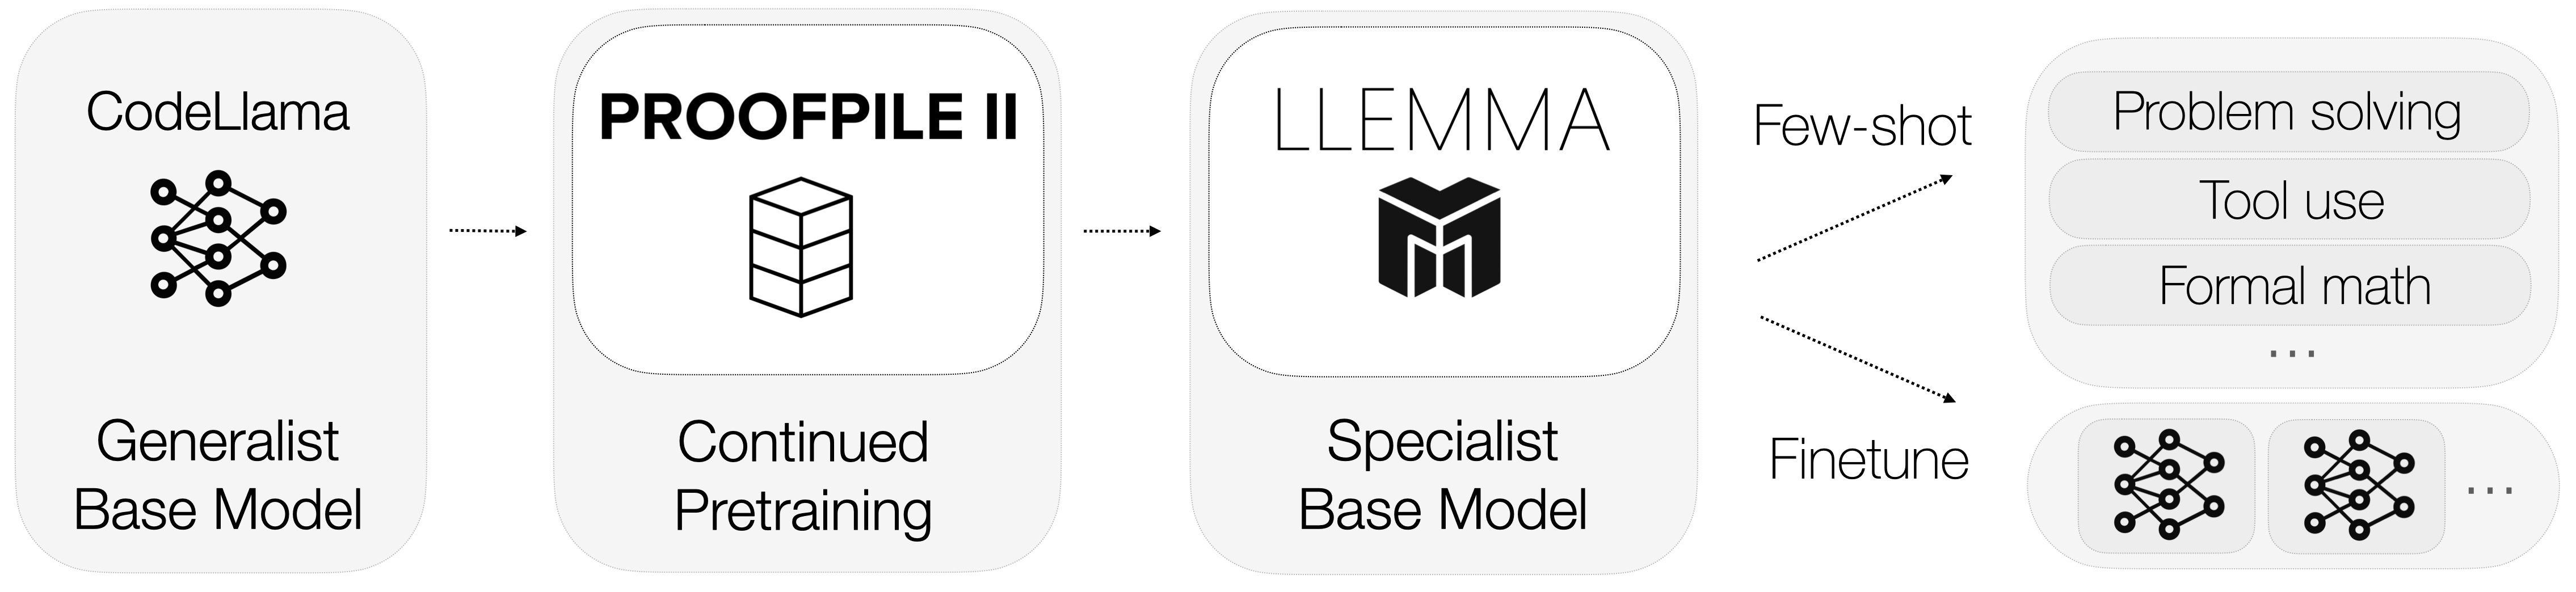 CodeLlama
Generalist
Base Model
PROOFPILE II
Continued
Pretraining
LLEMMA
Specialist
Base Model
Few-shot
Finetune
Problem solving
Tool use
Formal math
...
...